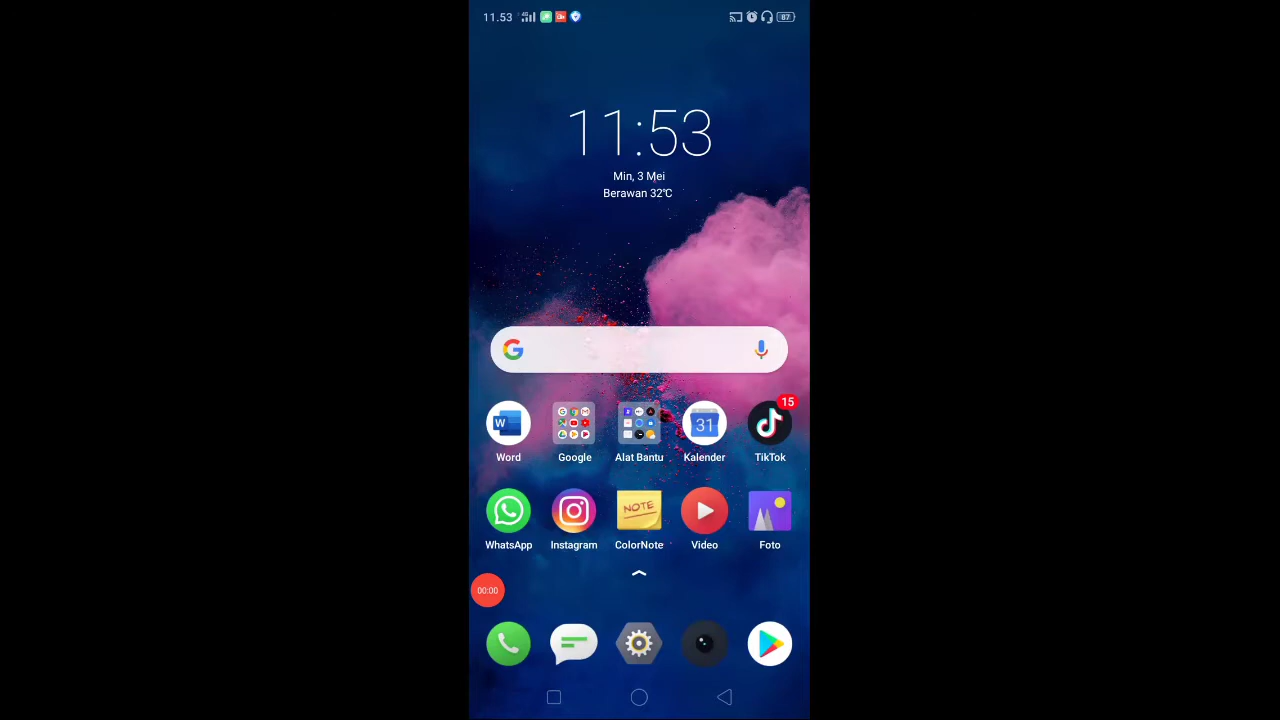 11.53 4G 87
11:53
Min, 3 Mei
Berawan 32°C
G
W 31 15
Word Google Alat Bantu Kalender TikTok
NOTE
WhatsApp Instagram ColorNote Video Foto
00:00